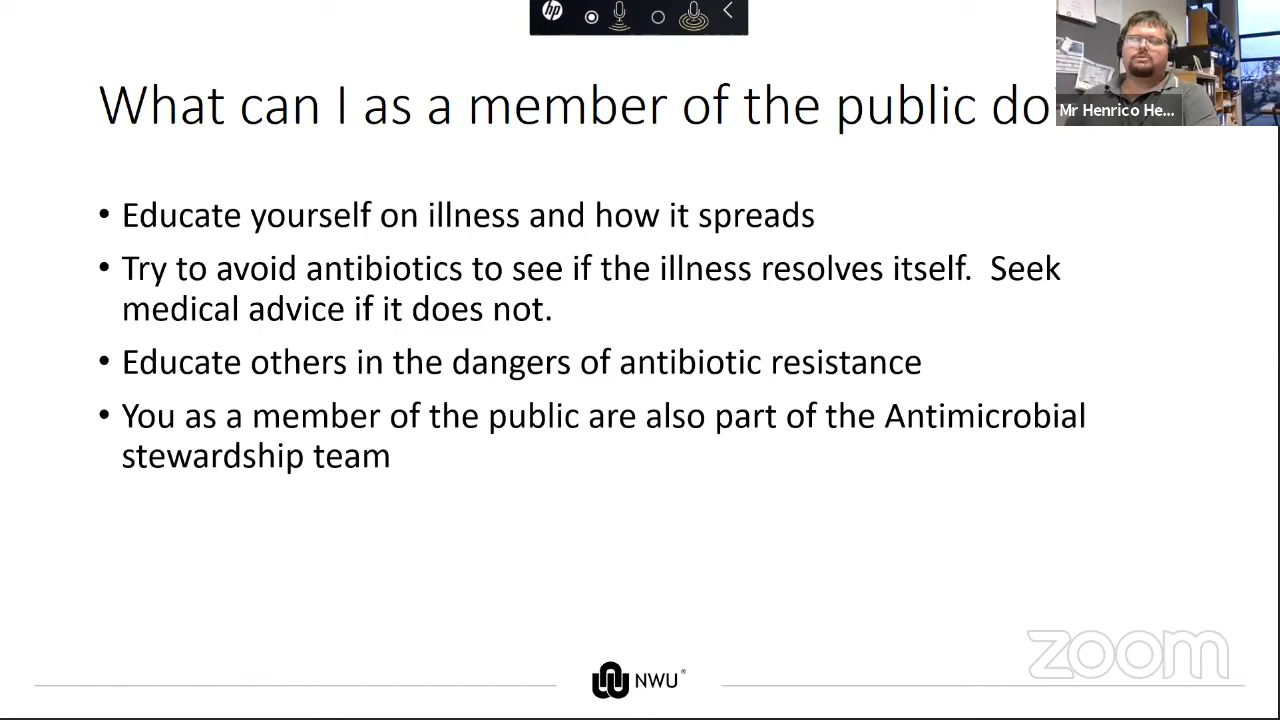 hp
What can I as a member of the public do
Mr Henrico He...
• Educate yourself on illness and how it spreads
• Try to avoid antibiotics to see if the illness resolves itself.  Seek
medical advice if it does not.
• Educate others in the dangers of antibiotic resistance
• You as a member of the public are also part of the Antimicrobial
stewardship team
zoom
NWU®